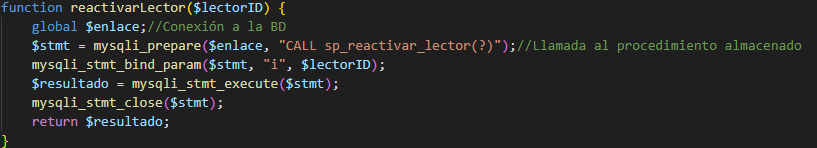 function reactivarLector($lectorID) {
    global $enlace;//Conexión a la BD
    $stmt = mysqli_prepare($enlace, "CALL sp_reactivar_lector(?)");//Llamada al procedimiento almacenado
    mysqli_stmt_bind_param($stmt, "i", $lectorID);
    $resultado = mysqli_stmt_execute($stmt);
    mysqli_stmt_close($stmt);
    return $resultado;
}